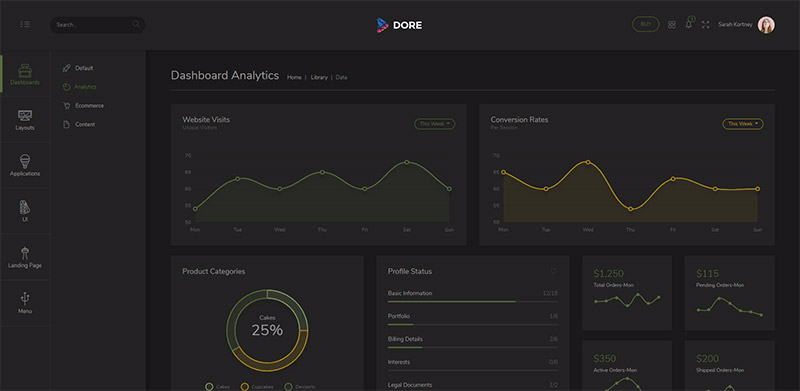 Search...
DORE
BUY
3
Sarah Kortney
Dashboards
Layouts
Applications
UI
Landing Page
Menu
Default
Analytics
Ecommerce
Content
Dashboard Analytics
Home | Library | Data
Website Visits
Unique Visitors
This Week
70
65
60
55
50
Mon Tue Wed Thu Fri Sat Sun
Conversion Rates
Per Session
This Week
70
65
60
55
50
Mon Tue Wed Thu Fri Sat Sun
Product Categories
Cakes
25%
Cakes Cupcakes Desserts
Profile Status
Basic Information 12/18
Portfolio 1/8
Billing Details 2/6
Interests 0/8
Legal Documents 1/2
$1,250
Total Orders-Mon
$115
Pending Orders-Mon
$350
Active Orders-Mon
$200
Shipped Orders-Mon